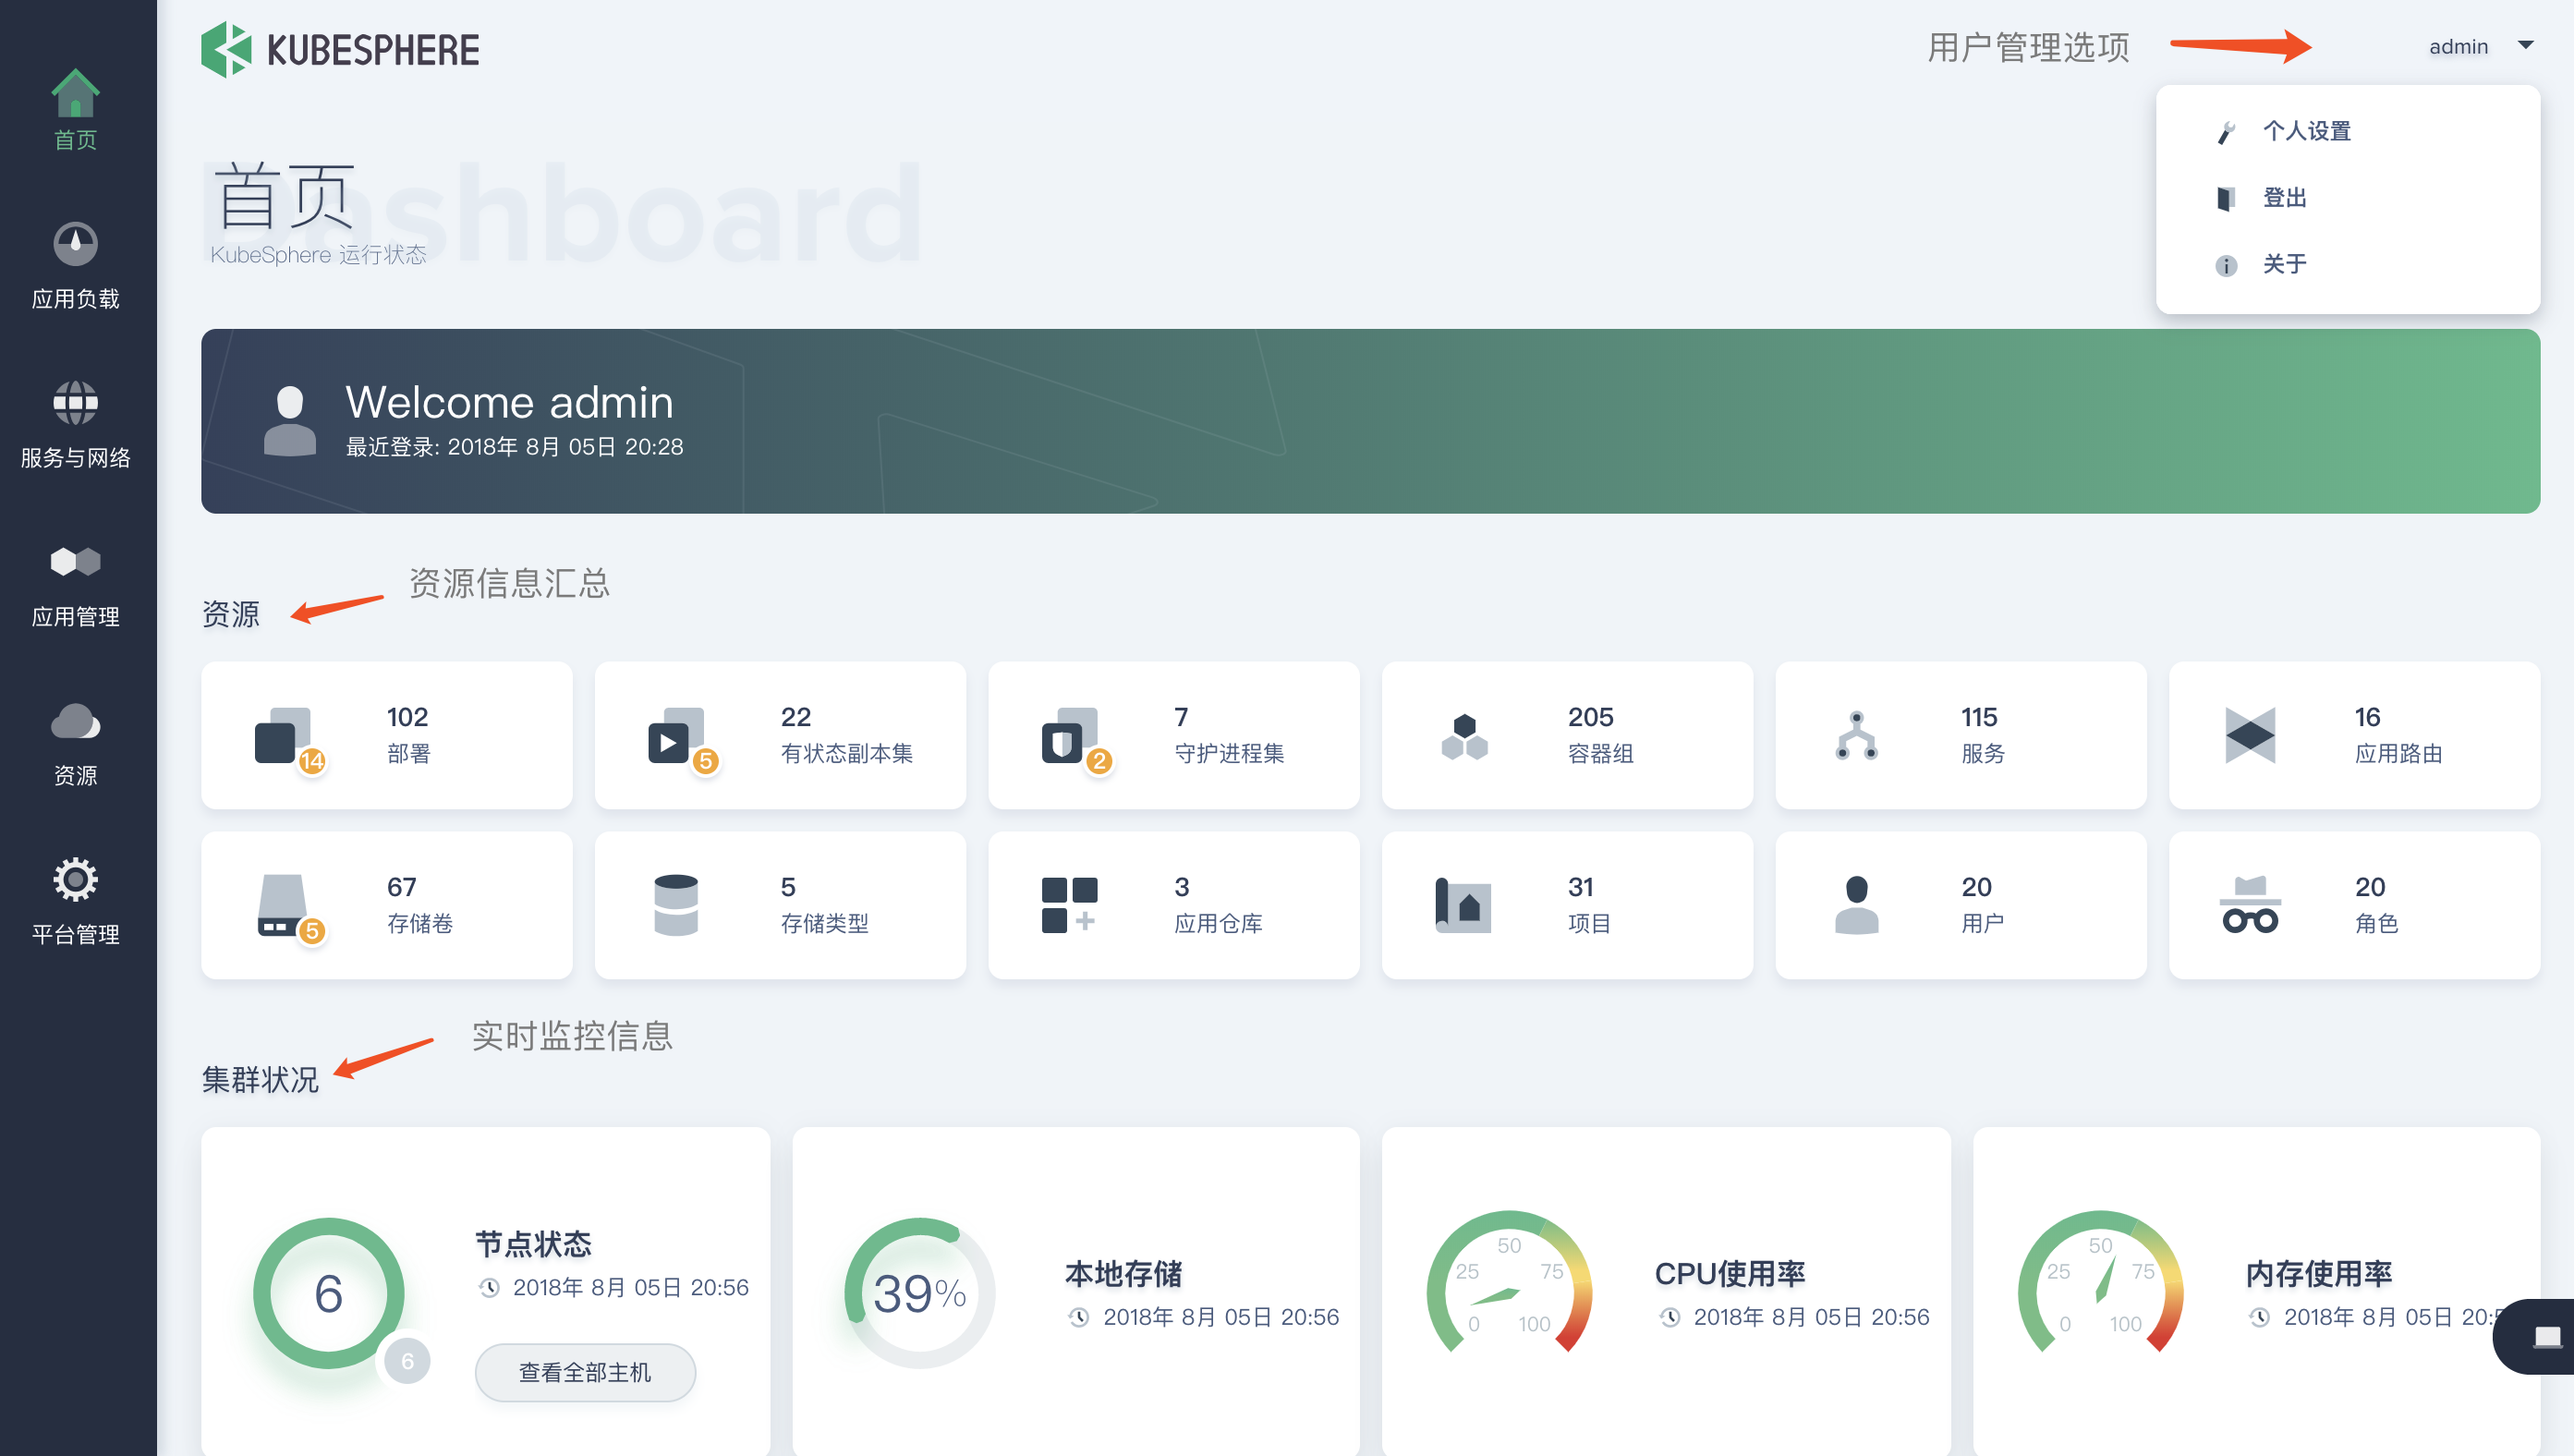 KUBESPHERE
用户管理选项
admin
个人设置
登出
关于
首页
应用负载
服务与网络
应用管理
资源
平台管理
Dashboard
首页
KubeSphere 运行状态
Welcome admin
最近登录: 2018年 8月 05日 20:28
资源信息汇总
资源
102
部署
14
22
有状态副本集
5
7
守护进程集
2
205
容器组
115
服务
16
应用路由
67
存储卷
5
5
存储类型
3
应用仓库
31
项目
20
用户
20
角色
实时监控信息
集群状况
6
6
节点状态
2018年 8月 05日 20:56
查看全部主机
39%
本地存储
2018年 8月 05日 20:56
0 25 50 75 100
CPU使用率
2018年 8月 05日 20:56
0 25 50 75 100
内存使用率
2018年 8月 05日 20:5